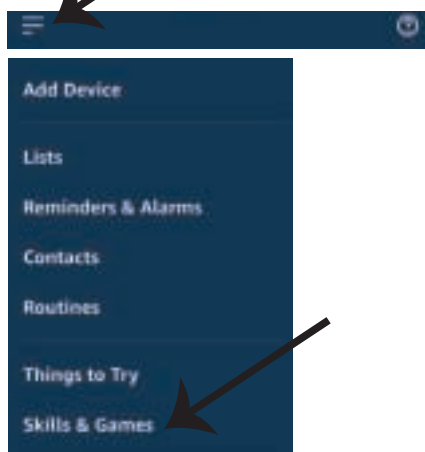 Add Device
Lists
Reminders & Alarms
Contacts
Routines
Things to Try
Skills & Games